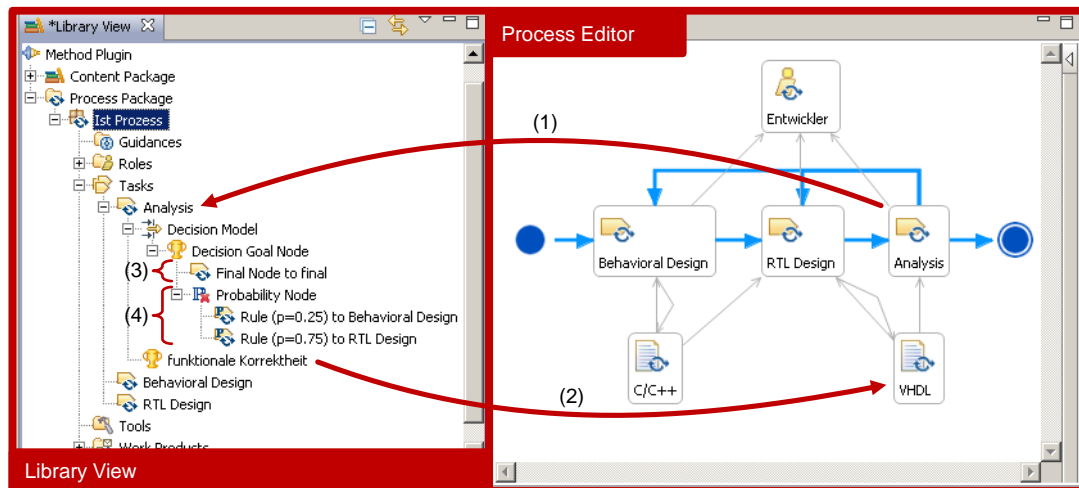 *Library View
Method Plugin
Content Package
Process Package
Ist Prozess
Guidances
Roles
Tasks
Analysis
Decision Model
Decision Goal Node
(3)
Final Node to final
Probability Node
(4)
Rule (p=0.25) to Behavioral Design
Rule (p=0.75) to RTL Design
funktionale Korrektheit
Behavioral Design
RTL Design
Tools
Work Products
Library View
Process Editor
(1)
Entwickler
Behavioral Design
RTL Design
Analysis
C/C++
VHDL
(2)